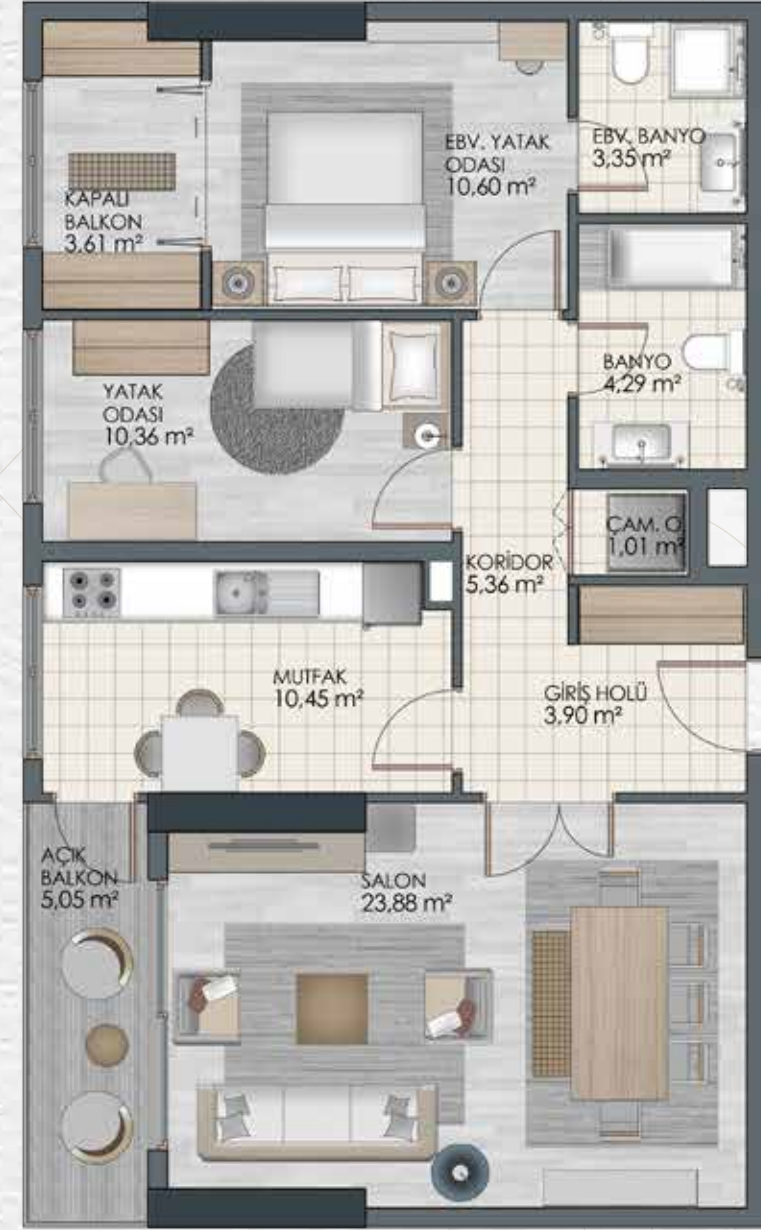 EBV. YATAK
ODASI
10,60 m²
EBV. BANYO
3,35 m²
KAPALI
BALKON
3,61 m²
BANYO
4,29 m²
YATAK
ODASI
10,36 m²
ÇAM. O.
1,01 m²
KORİDOR
5,36 m²
MUTFAK
10,45 m²
GİRİŞ HOLÜ
3,90 m²
AÇIK
BALKON
5,05 m²
SALON
23,88 m²